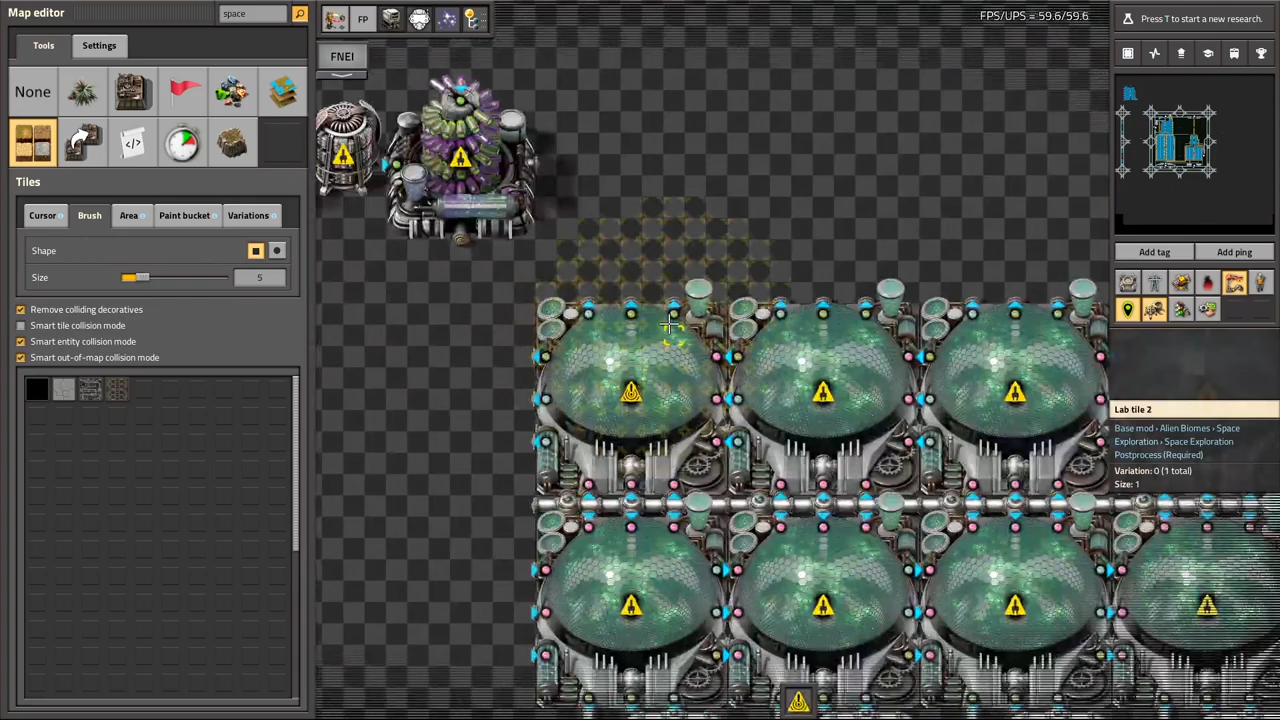 Map editor
space
Tools
Settings
None
</>
Tiles
Cursor
Brush
Area
Paint bucket
Variations
Shape
Size
5
Remove colliding decoratives
Smart tile collision mode
Smart entity collision mode
Smart out-of-map collision mode
FP
FNEI
FPS/UPS = 59.6/59.6
Press T to start a new research.
Add tag
Add ping
Lab tile 2
Base mod › Alien Biomes › Space
Exploration › Space Exploration
Postprocess (Required)
Variation: 0 (1 total)
Size: 1